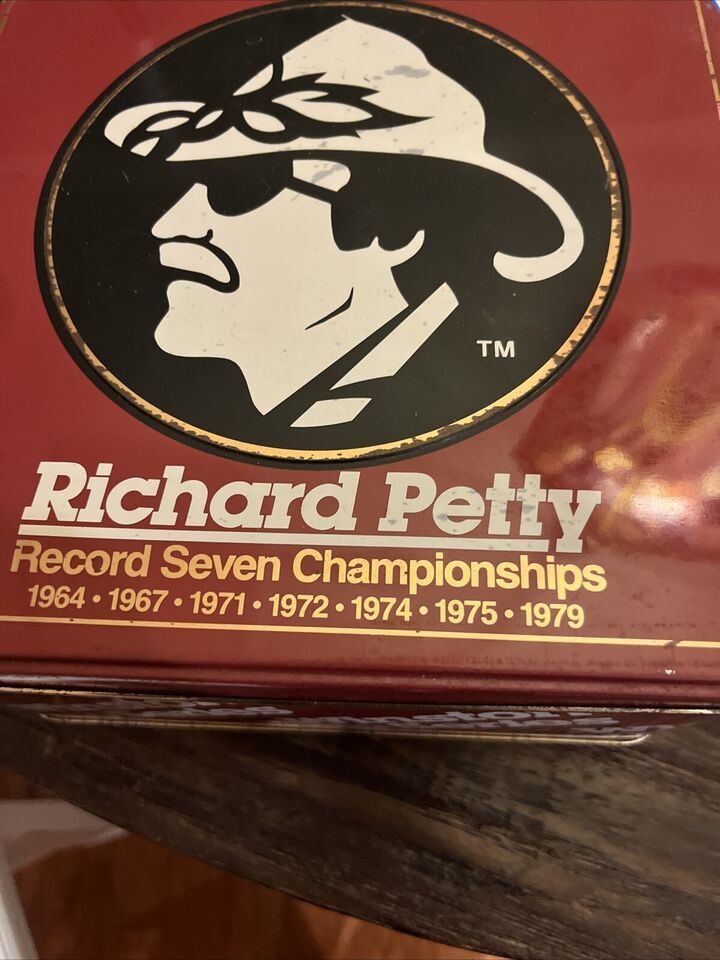 TM
Richard Petty
Record Seven Championships
1964 • 1967 • 1971 • 1972 • 1974 • 1975 • 1979